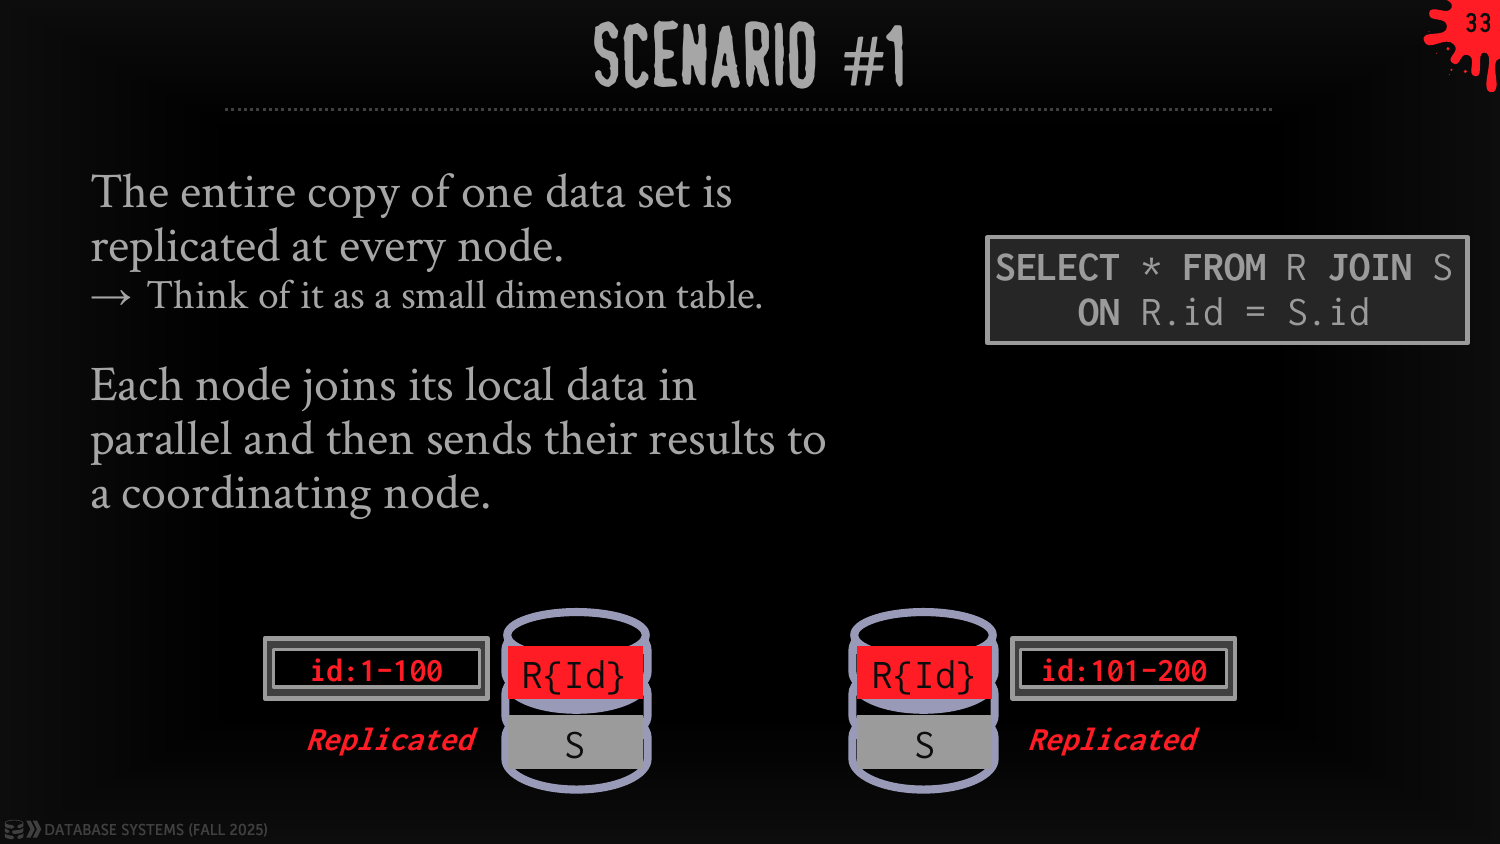 SCENARIO #1
33
The entire copy of one data set is
replicated at every node.
→ Think of it as a small dimension table.
SELECT * FROM R JOIN S
ON R.id = S.id
Each node joins its local data in
parallel and then sends their results to
a coordinating node.
id:1-100
R{Id}
R{Id}
id:101-200
Replicated
S
S
Replicated
DATABASE SYSTEMS (FALL 2025)